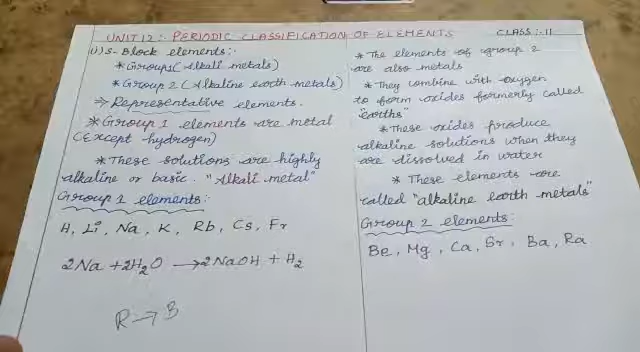 UNIT 12: PERIODIC CLASSIFICATION OF ELEMENTS CLASS:- 11
(1) S-Block elements:-
* Group 1 (Alkali metals)
* Group 2 (Alkaline earth metals)
⇒ Representative elements.
* Group 1 elements are metal
(Except hydrogen)
* These solutions are highly
alkaline or basic. "Alkali metal"
Group 1 elements:-
H, Li, Na, K, Rb, Cs, Fr
2Na + 2H₂O → 2NaOH + H₂
R → B
* The elements of group 2
are also metals
* They combine with oxygen
to form oxides formerly called
"earths"
* These oxides produce
alkaline solutions when they
are dissolved in water
* These elements are
called "alkaline earth metals"
Group 2 elements:
Be, Mg, Ca, Sr, Ba, Ra